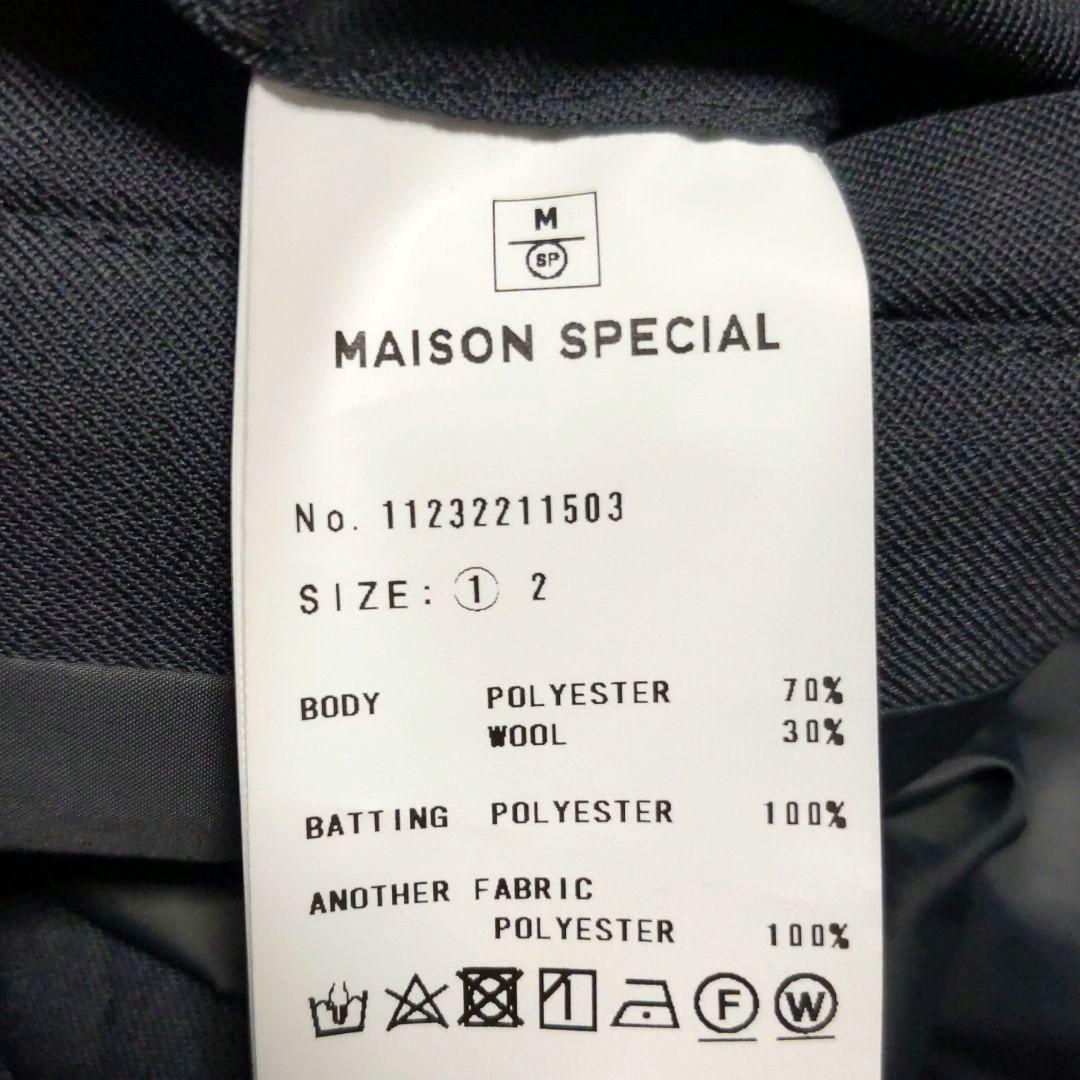 M
SP
MAISON SPECIAL
No. 11232211503
SIZE: ① 2
BODY POLYESTER 70%
WOOL 30%
BATTING POLYESTER 100%
ANOTHER FABRIC
POLYESTER 100%
F W